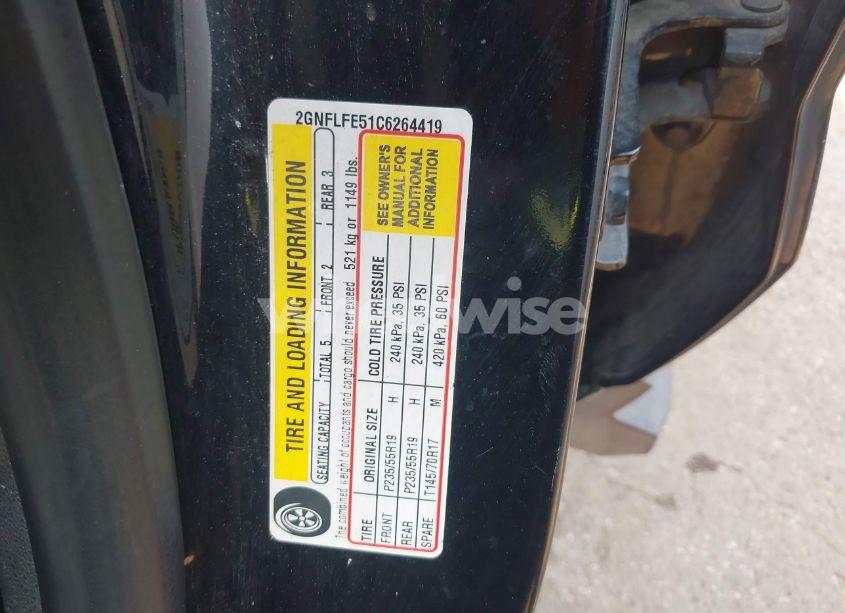 2GNFLFE51C6264419
TIRE AND LOADING INFORMATION
SEATING CAPACITY TOTAL 5 FRONT 2 REAR 3
The combined weight of occupants and cargo should never exceed 521 kg or 1149 lbs.
TIRE ORIGINAL SIZE COLD TIRE PRESSURE
FRONT P235/55R19 H 240 kPa, 35 PSI
REAR P235/55R19 H 240 kPa, 35 PSI
SPARE T145/70R17 M 420 kPa, 60 PSI
SEE OWNER'S
MANUAL FOR
ADDITIONAL
INFORMATION